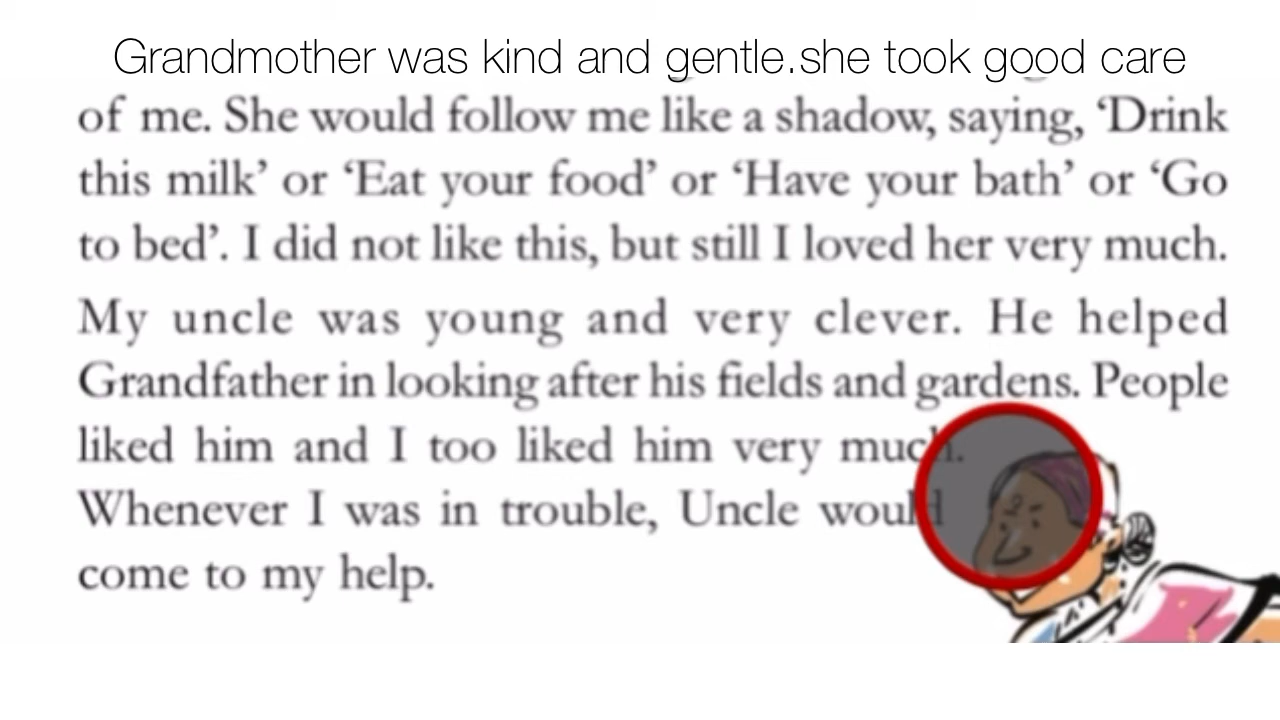 Grandmother was kind and gentle.she took good care
of me. She would follow me like a shadow, saying, ‘Drink
this milk’ or ‘Eat your food’ or ‘Have your bath’ or ‘Go
to bed’. I did not like this, but still I loved her very much.
My uncle was young and very clever. He helped
Grandfather in looking after his fields and gardens. People
liked him and I too liked him very much.
Whenever I was in trouble, Uncle would
come to my help.